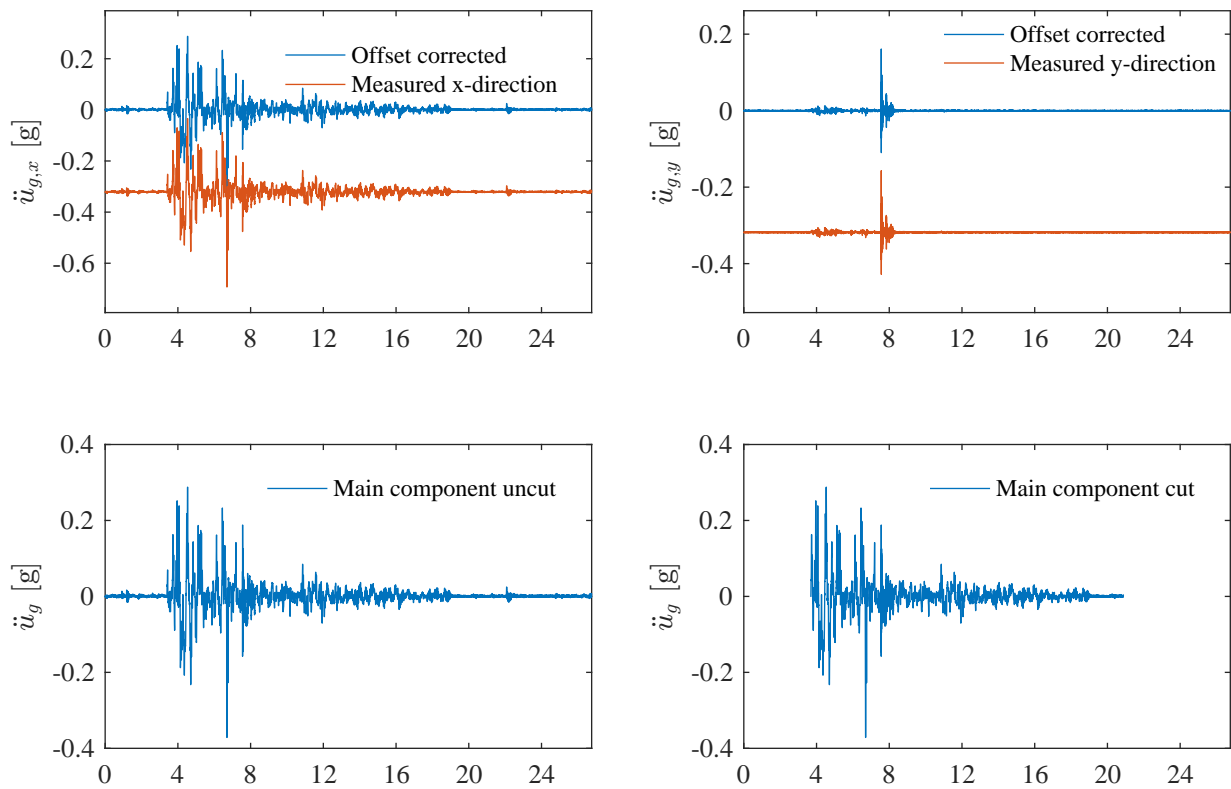 0.2
0
-0.2
-0.4
-0.6
ü_{g,x} [g]
Offset corrected
Measured x-direction
0 4 8 12 16 20 24
0.2
0
-0.2
-0.4
ü_{g,y} [g]
Offset corrected
Measured y-direction
0 4 8 12 16 20 24
0.4
0.2
0
-0.2
-0.4
ü_g [g]
Main component uncut
0 4 8 12 16 20 24
0.4
0.2
0
-0.2
-0.4
ü_g [g]
Main component cut
0 4 8 12 16 20 24